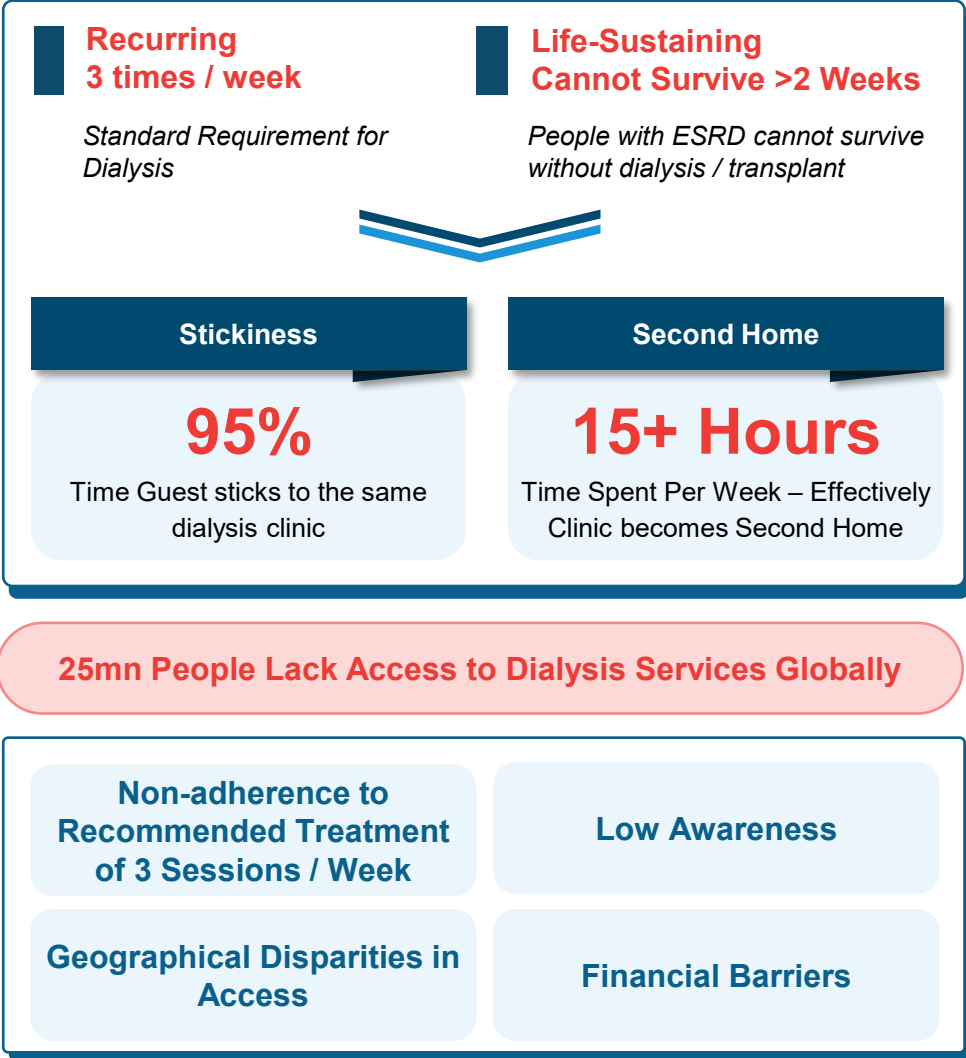 Recurring
3 times / week
Standard Requirement for
Dialysis
Life-Sustaining
Cannot Survive >2 Weeks
People with ESRD cannot survive
without dialysis / transplant
Stickiness
95%
Time Guest sticks to the same
dialysis clinic
Second Home
15+ Hours
Time Spent Per Week – Effectively
Clinic becomes Second Home
25mn People Lack Access to Dialysis Services Globally
Non-adherence to
Recommended Treatment
of 3 Sessions / Week
Low Awareness
Geographical Disparities in
Access
Financial Barriers